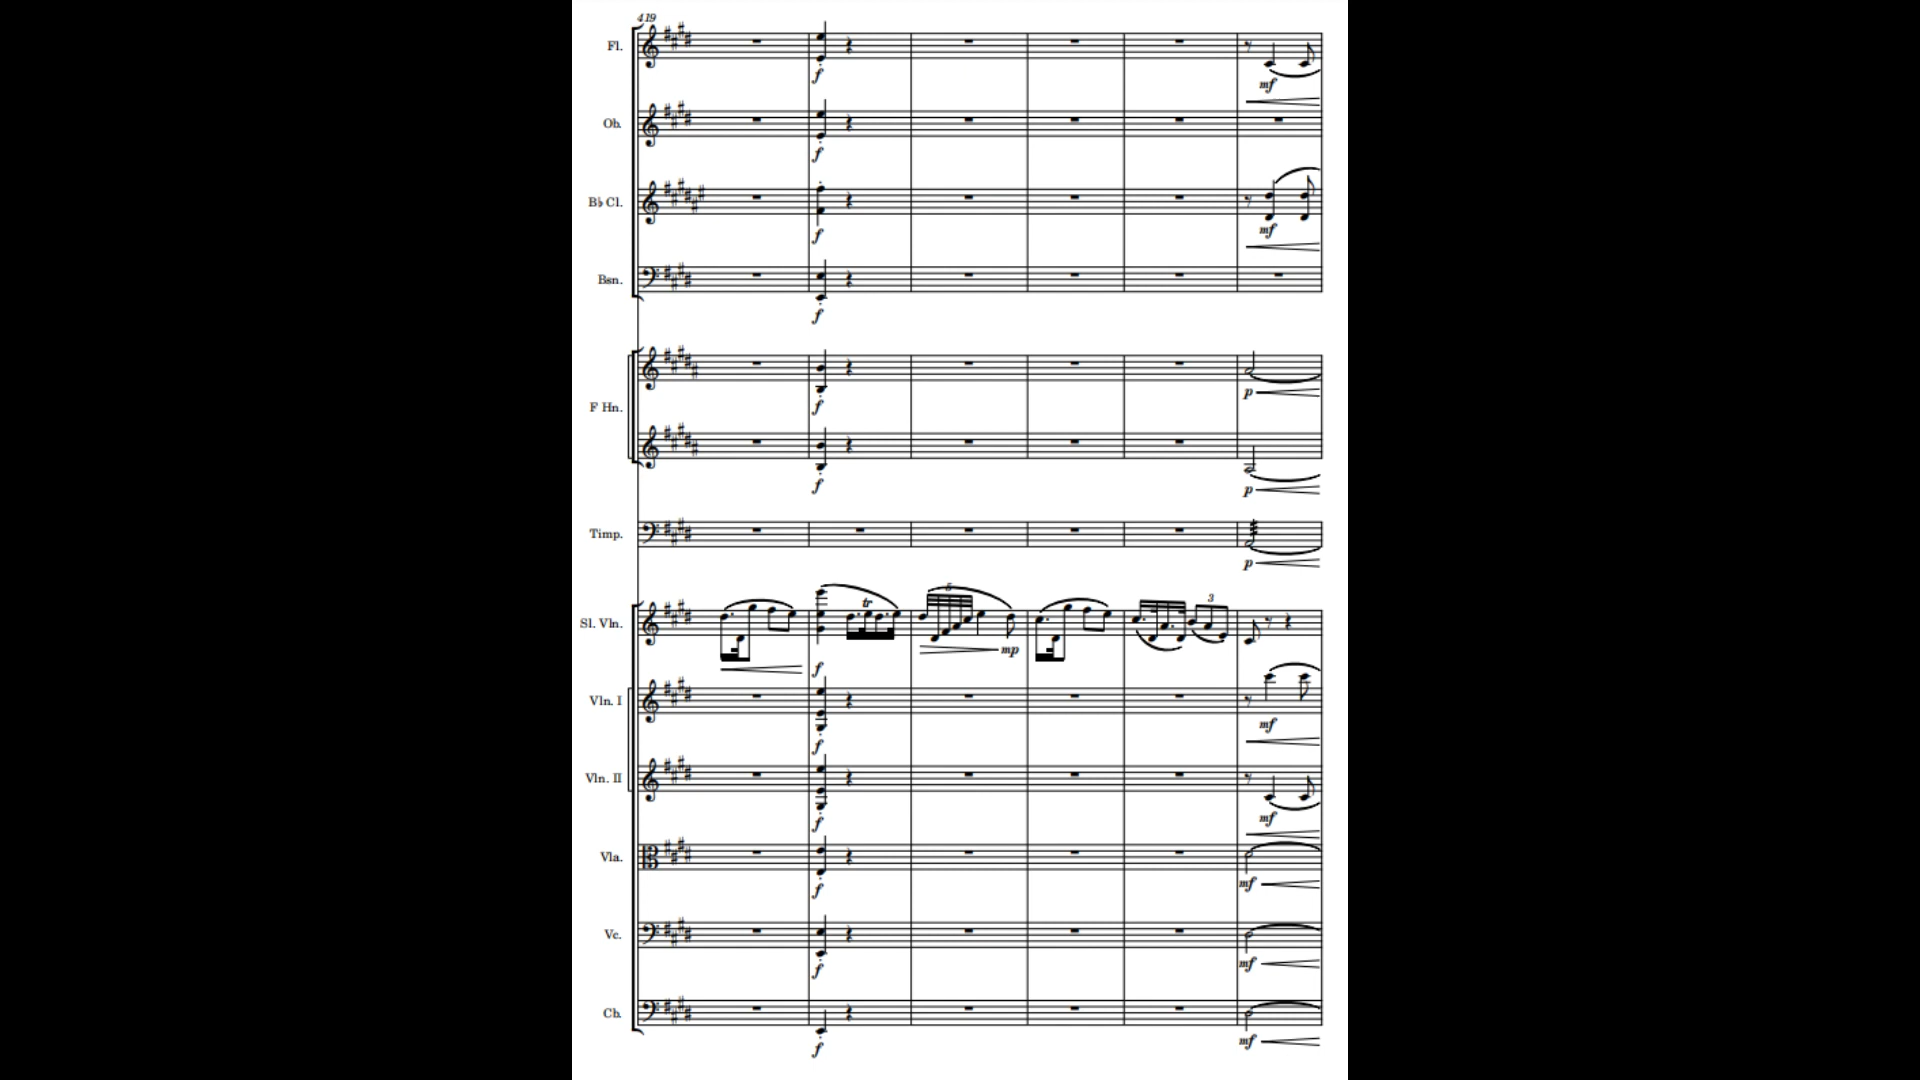 419
Fl.
f
mf
Ob.
f
B♭ Cl.
f
mf
Bsn.
f
F Hn.
f
p
f
p
Timp.
p
Sl. Vln.
tr
5
3
mp
f
Vln. I
f
mf
Vln. II
f
mf
Vla.
f
mf
Vc.
f
mf
Cb.
f
mf